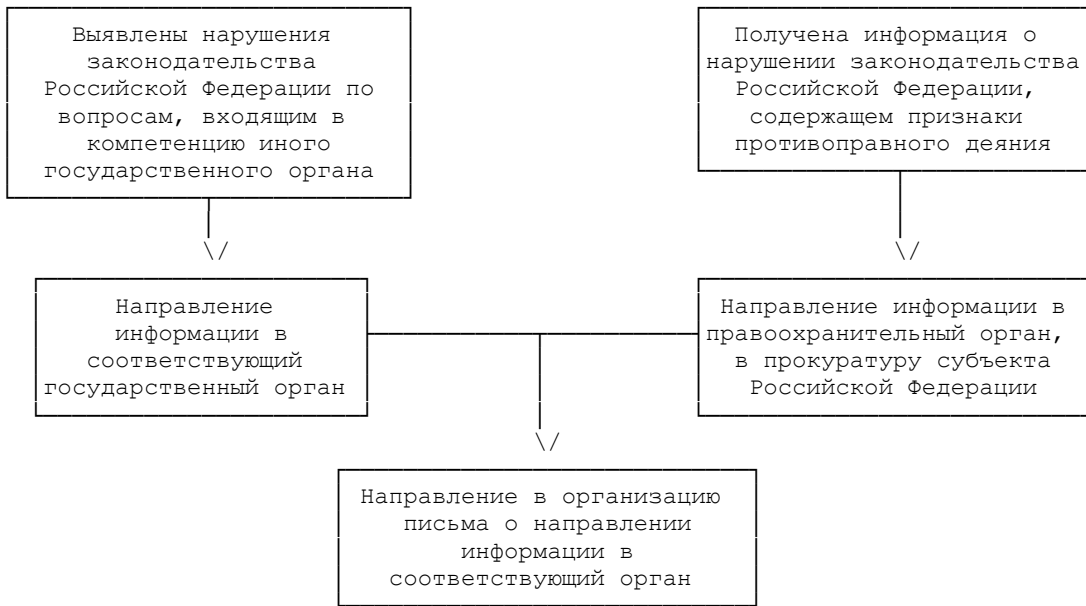 Выявлены нарушения
законодательства
Российской Федерации по
вопросам, входящим в
компетенцию иного
государственного органа
Получена информация о
нарушении законодательства
Российской Федерации,
содержащем признаки
противоправного деяния
Направление
информации в
соответствующий
государственный орган
Направление информации в
правоохранительный орган,
в прокуратуру субъекта
Российской Федерации
Направление в организацию
письма о направлении
информации в
соответствующий орган